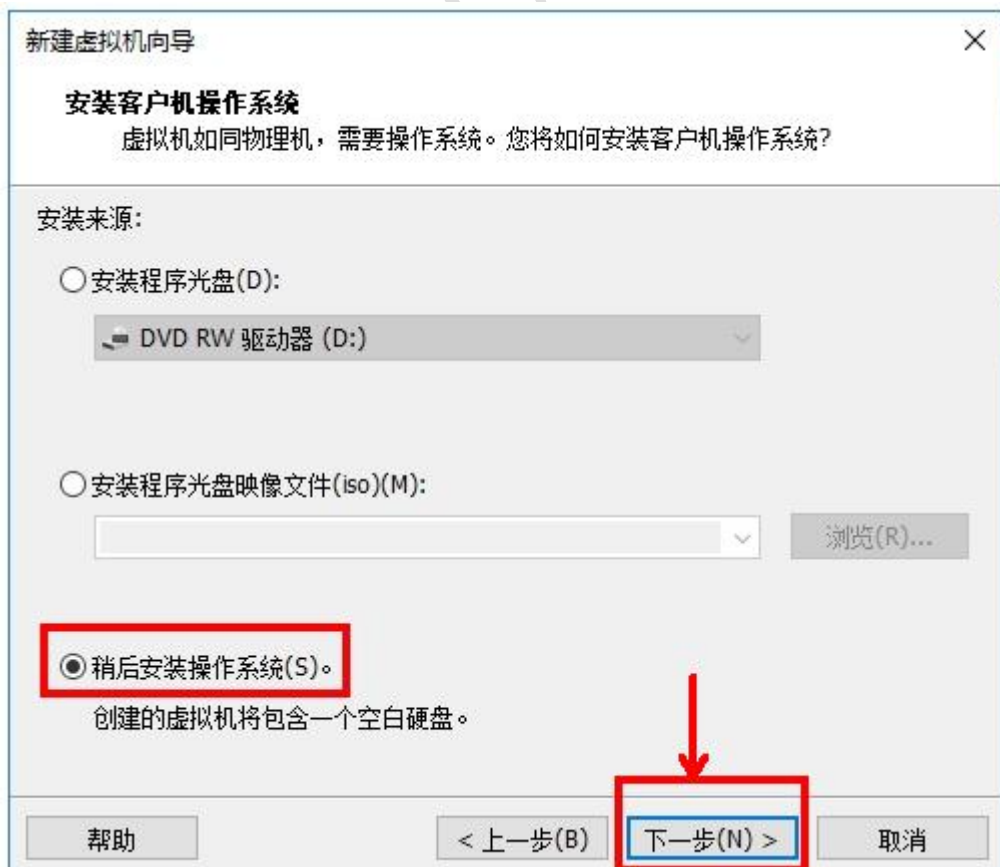 新建虚拟机向导
安装客户机操作系统
虚拟机如同物理机，需要操作系统。您将如何安装客户机操作系统?
安装来源:
安装程序光盘(D):
DVD RW 驱动器 (D:)
安装程序光盘映像文件(iso)(M):
浏览(R)...
稍后安装操作系统(S)。
创建的虚拟机将包含一个空白硬盘。
帮助 < 上一步(B) 下一步(N) > 取消